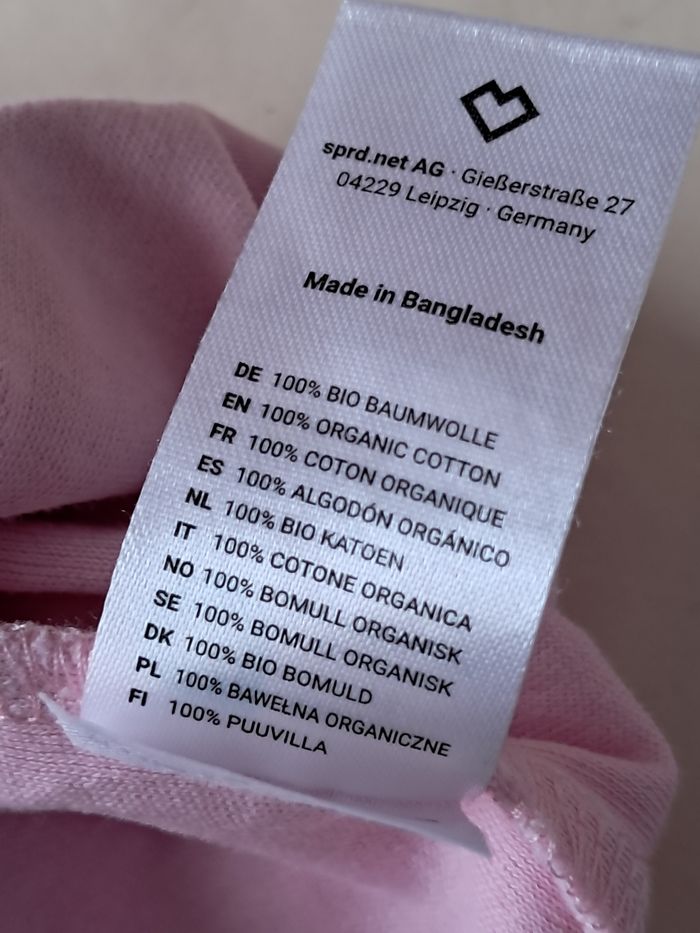 sprd.net AG · Gießerstraße 27
04229 Leipzig · Germany
Made in Bangladesh
DE 100% BIO BAUMWOLLE
EN 100% ORGANIC COTTON
FR 100% COTON ORGANIQUE
ES 100% ALGODÓN ORGÁNICO
NL 100% BIO KATOEN
IT 100% COTONE ORGANICA
NO 100% BOMULL ORGANISK
SE 100% BOMULL ORGANISK
DK 100% BIO BOMULD
PL 100% BAWEŁNA ORGANICZNE
FI 100% PUUVILLA